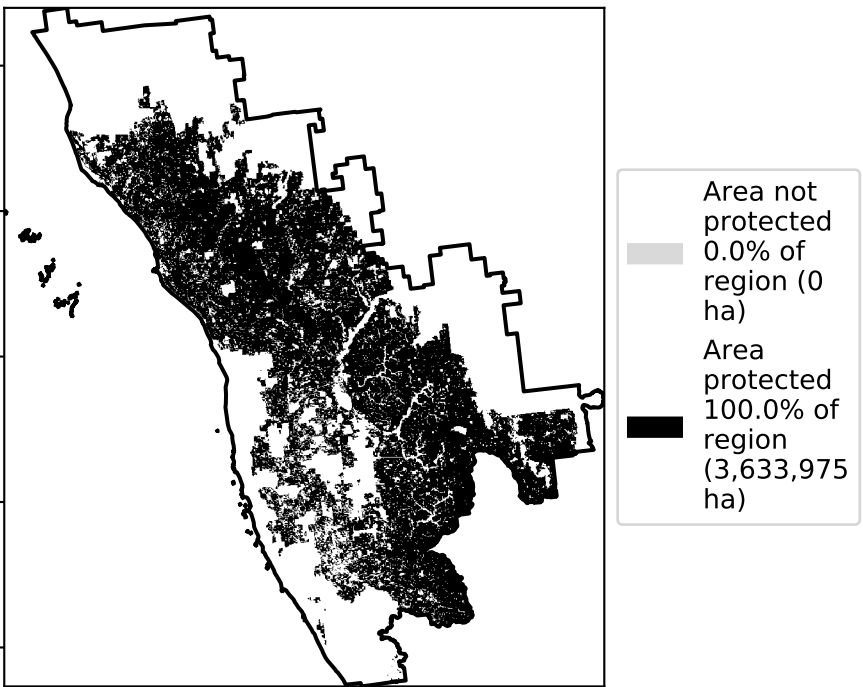 Area not
protected
0.0% of
region (0
ha)
Area
protected
100.0% of
region
(3,633,975
ha)